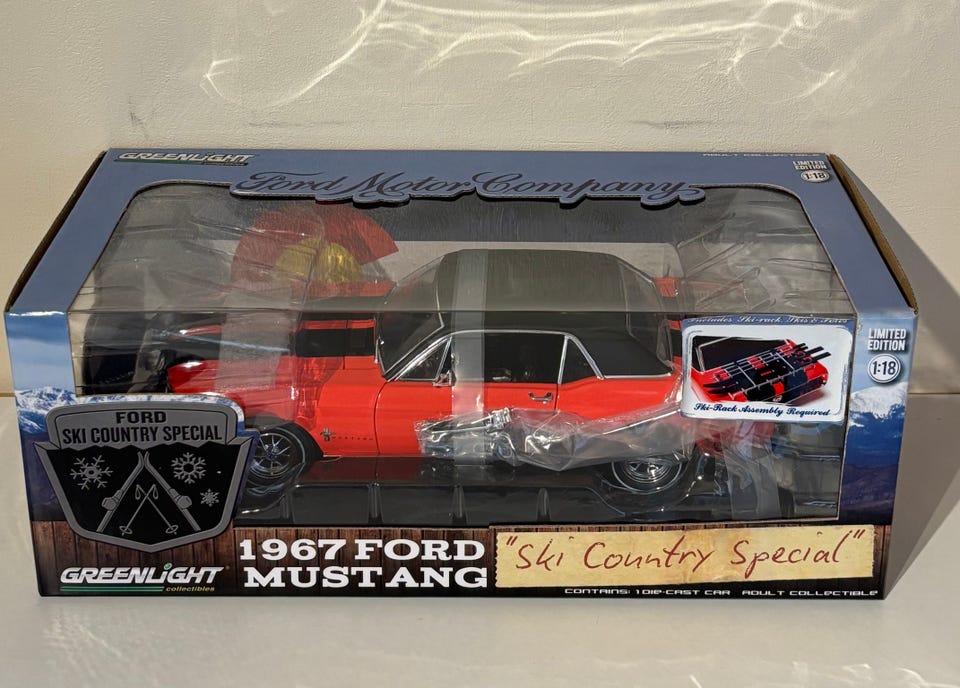 GREENLIGHT
ADULT COLLECTIBLE
LIMITED
EDITION
1:18
Ford Motor Company
Includes Ski-rack, Skis & Poles
Ski-Rack Assembly Required
LIMITED
EDITION
1:18
FORD
SKI COUNTRY SPECIAL
MUSTANG
GREENLIGHT
collectibles
1967 FORD
MUSTANG
"Ski Country Special"
CONTAINS: 1 DIE-CAST CAR ADULT COLLECTIBLE